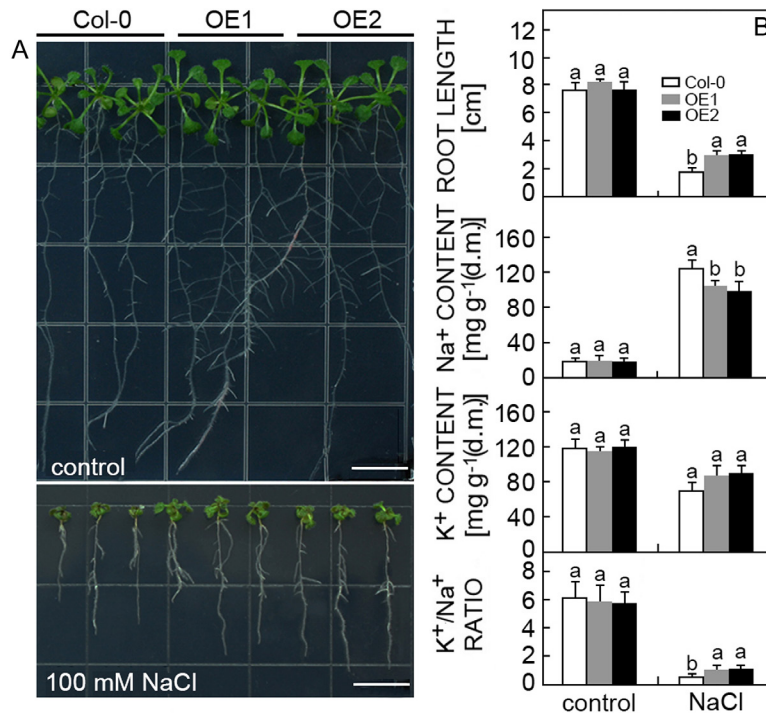 Col-0 OE1 OE2
A
control
100 mM NaCl
B
ROOT LENGTH
[cm]
12
10
8
6
4
2
0
a a a
b a a
Col-0
OE1
OE2
Na+ CONTENT
[mg g-1(d.m.)]
160
120
80
40
0
a a a
a b b
K+ CONTENT
[mg g-1(d.m.)]
160
120
80
40
0
a a a
a a a
K+/Na+
RATIO
8
6
4
2
0
a a a
b a a
control NaCl